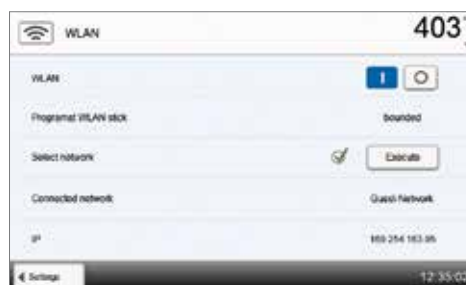 WLAN
403
WLAN
I O
Programat WLAN stick
bounded
Select network
Execute
Connected network
Guest-Network
IP
169.254.163.95
Settings
12:35:02